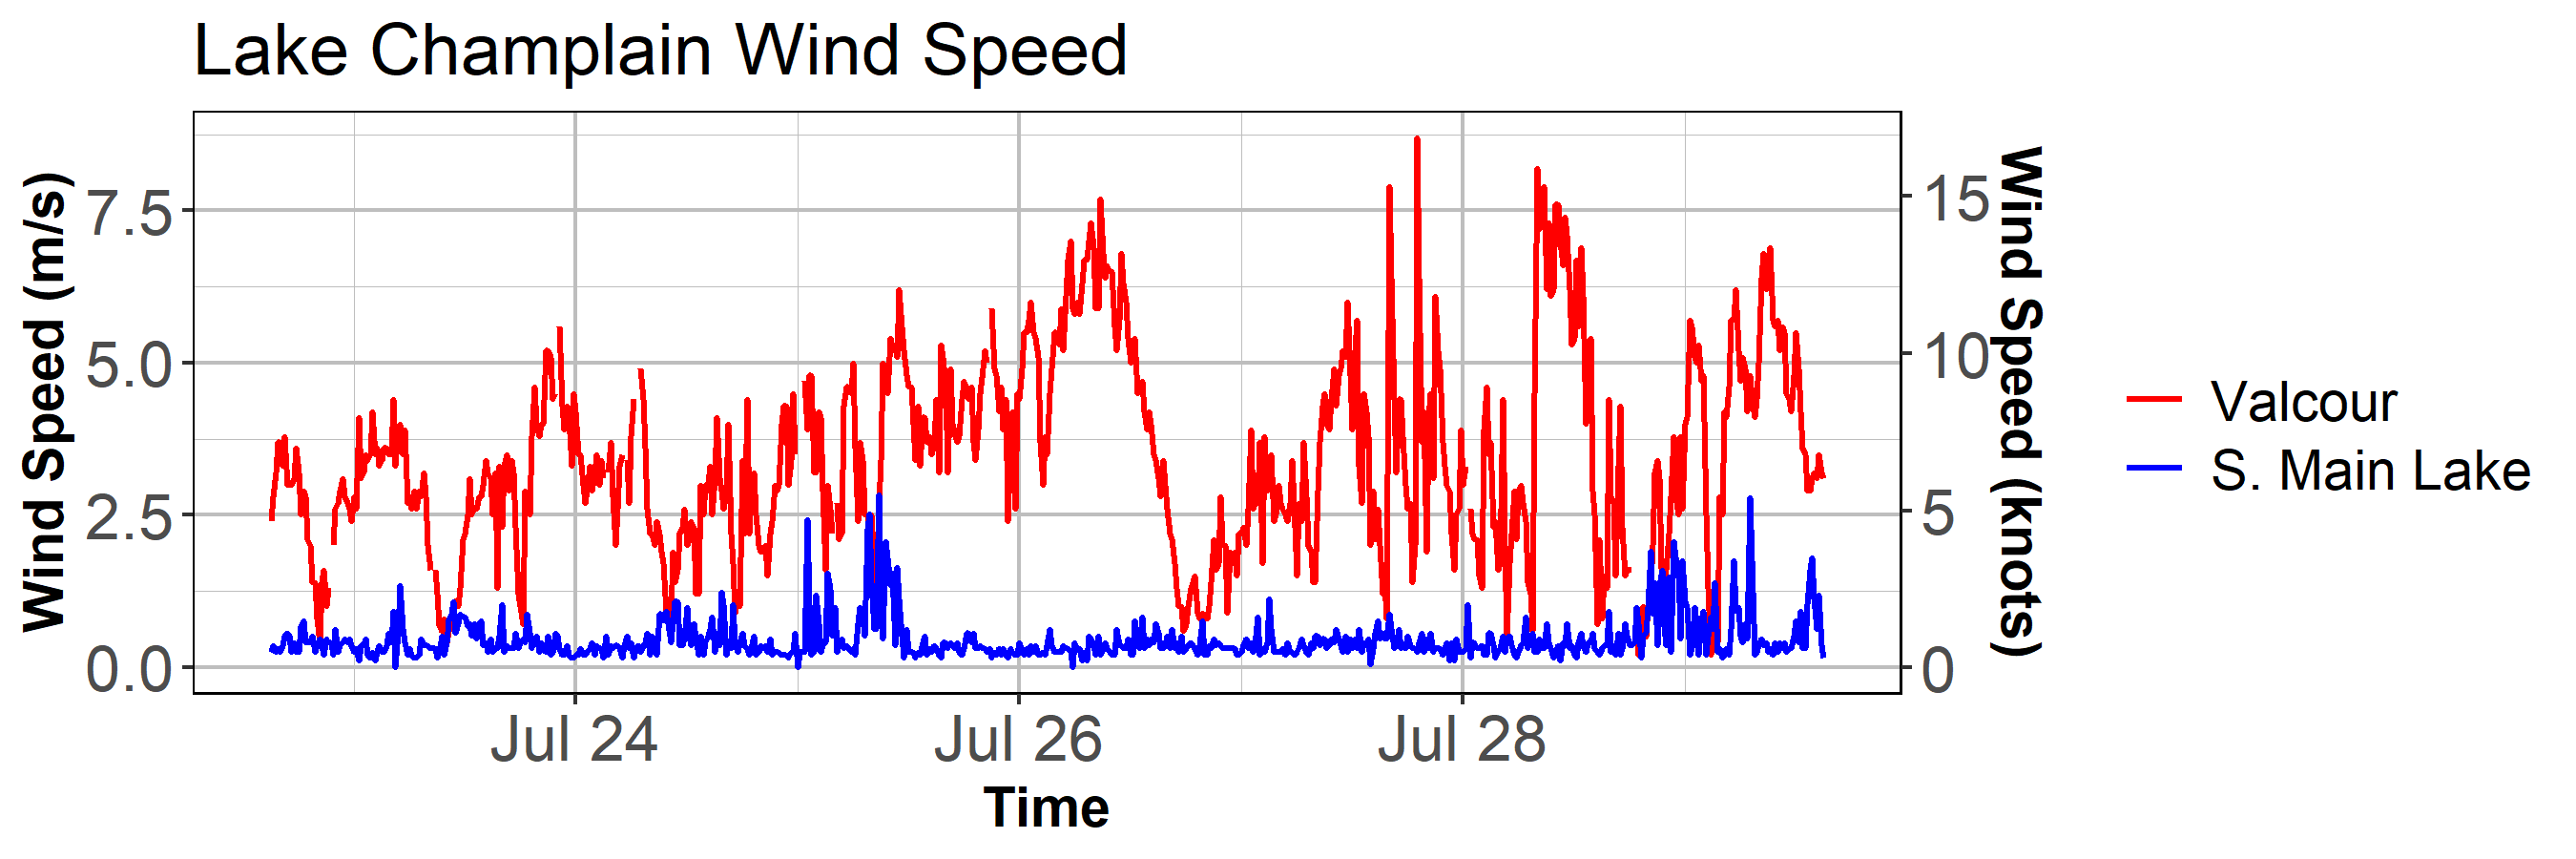 Lake Champlain Wind Speed
Wind Speed (m/s)
7.5
5.0
2.5
0.0
15
10
5
0
Wind Speed (knots)
Jul 24
Jul 26
Jul 28
Time
Valcour
S. Main Lake